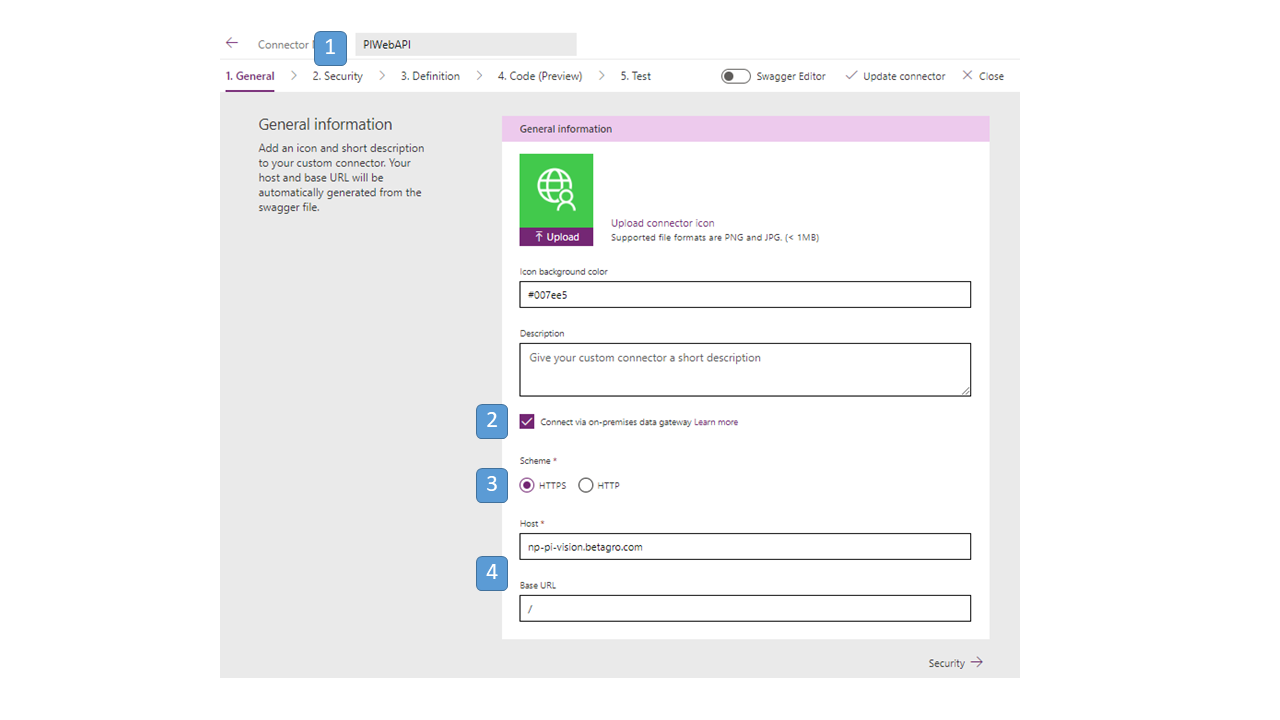 Connector
1
PIWebAPI
1. General
2. Security
3. Definition
4. Code (Preview)
5. Test
Swagger Editor
Update connector
Close
General information
Add an icon and short description
to your custom connector. Your
host and base URL will be
automatically generated from the
swagger file.
General information
Upload
Upload connector icon
Supported file formats are PNG and JPG. (< 1MB)
Icon background color
#007ee5
Description
Give your custom connector a short description
2
Connect via on-premises data gateway Learn more
Scheme *
3
HTTPS
HTTP
Host *
np-pi-vision.betagro.com
4
Base URL
/
Security